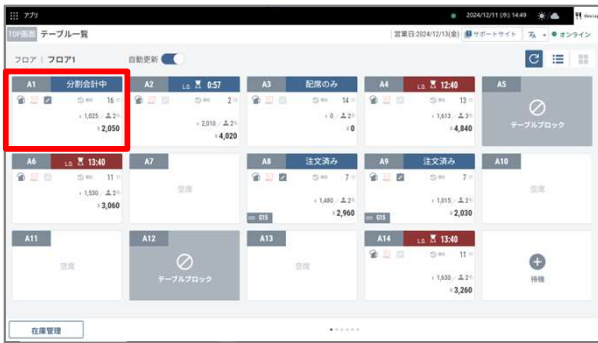 アプリ 2024/12/11 (水) 14:49
TOP画面 テーブル一覧 営業日:2024/12/13(金) サポートサイト オンライン
フロア | フロア1 自動更新
A1 分割会計中
16
1,025 / 2
2,050
A2 L.O. 0:57
2
2,010 / 2
4,020
A3 配席のみ
14
0 / 2
¥0
A4 L.O. 12:40
13
1,613 / 3
4,840
A5
テーブルブロック
A6 L.O. 13:40
11
1,530 / 2
3,060
A7
空席
A8 注文済み
7
1,480 / 2
G15 2,960
A9 注文済み
7
1,015 / 2
G15 2,030
A10
空席
A11
空席
A12
テーブルブロック
A13
空席
A14 L.O. 13:40
11
1,630 / 2
3,260
待機
在庫管理